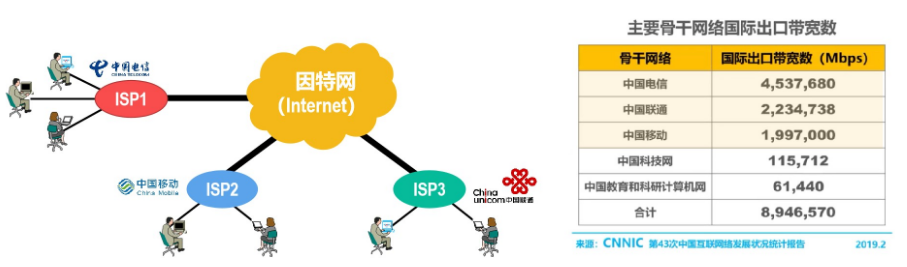 中国电信
CHINA TELECOM
ISP1
因特网
(Internet)
中国移动
China Mobile
ISP2
ISP3
China
unicom中国联通
主要骨干网络国际出口带宽数
骨干网络 国际出口带宽数（Mbps）
中国电信 4,537,680
中国联通 2,234,738
中国移动 1,997,000
中国科技网 115,712
中国教育和科研计算机网 61,440
合计 8,946,570
来源：CNNIC 第43次中国互联网络发展状况统计报告 2019.2